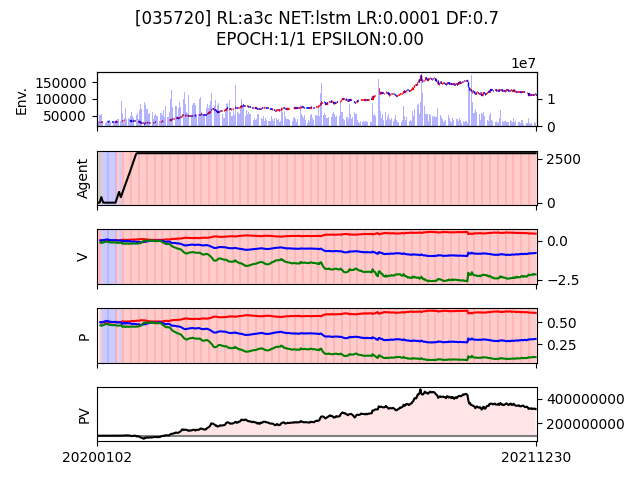 [035720] RL:a3c NET:lstm LR:0.0001 DF:0.7
EPOCH:1/1 EPSILON:0.00
1e7
Env.
150000
100000
50000
1
0
Agent
2500
0
V
0.0
−2.5
P
0.50
0.25
PV
400000000
200000000
20200102
20211230